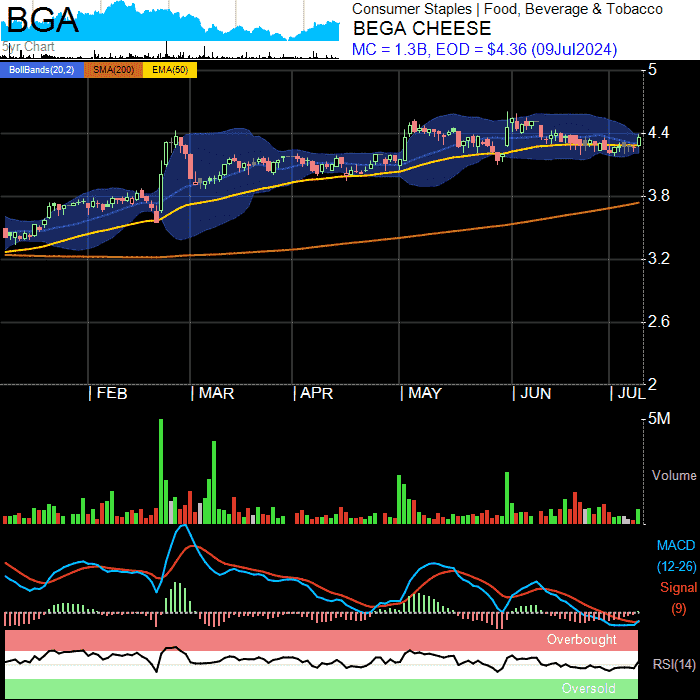 BGA
5yr Chart
Consumer Staples | Food, Beverage & Tobacco
BEGA CHEESE
MC = 1.3B, EOD = $4.36 (09Jul2024)
BollBands(20,2) SMA(200) EMA(50)
5
4.4
3.8
3.2
2.6
2
| FEB | MAR | APR | MAY | JUN | JUL
5M
Volume
MACD
(12-26)
Signal
(9)
Overbought
RSI(14)
Oversold